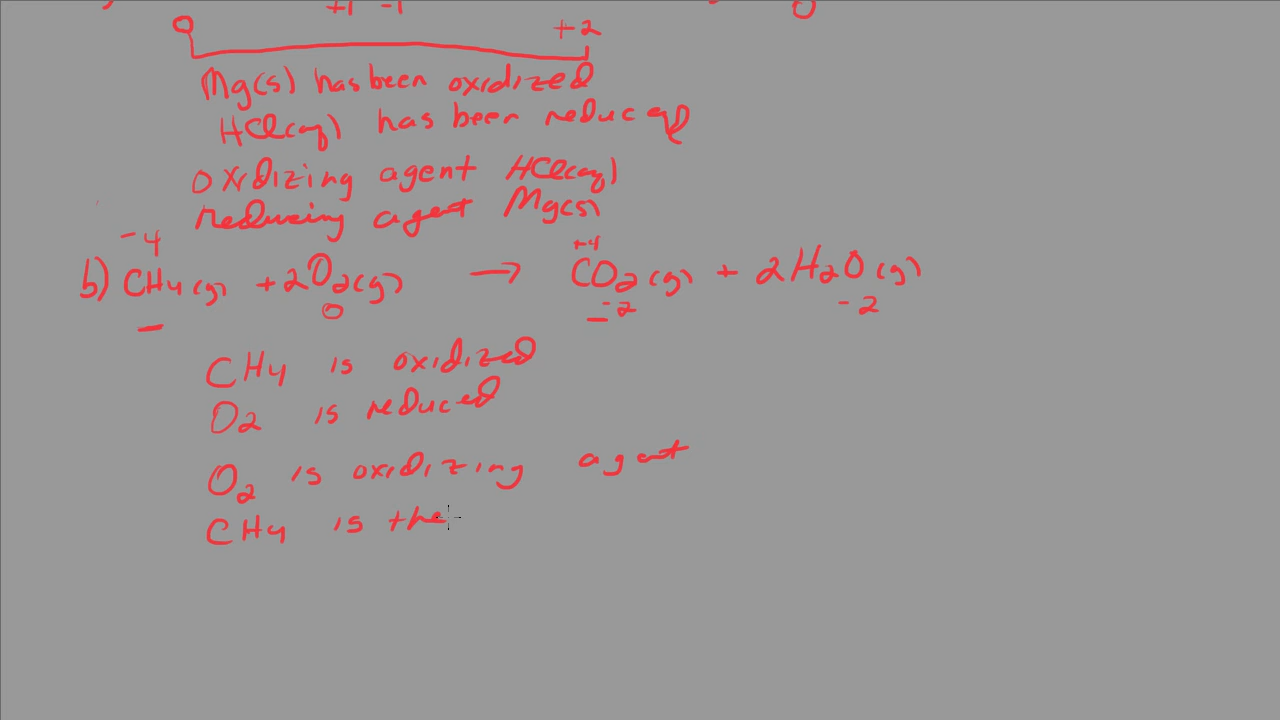 +1 -1
0 +2
Mg(s) has been oxidized
HCl(aq) has been reduced
oxidizing agent HCl(aq)
reducing agent Mg(s)
-4 +4
b) CH4(g) + 2O2(g) → CO2(g) + 2H2O(g)
0 -2 -2
CH4 is oxidized
O2 is reduced
O2 is oxidizing agent
CH4 is the